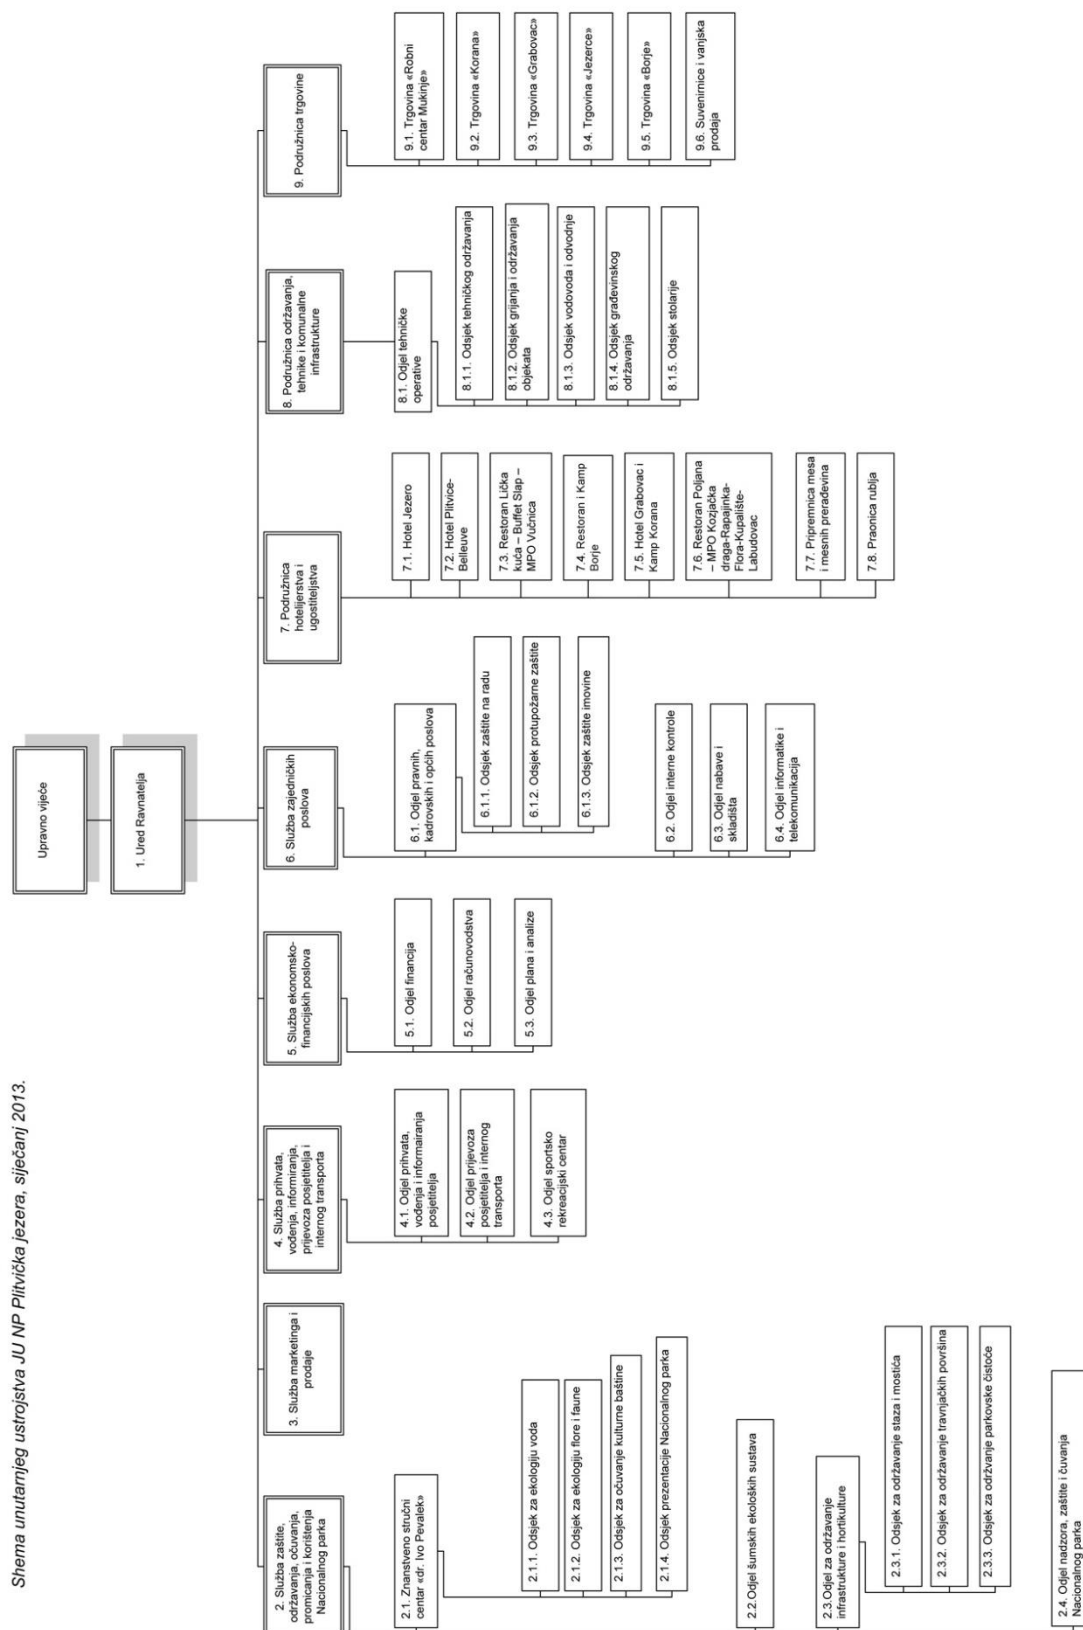 Shema unutarnjeg ustrojstva JU NP Plitvička jezera, siječanj 2013.
Upravno vijeće
1. Ured Ravnatelja
2. Služba zaštite,
održavanja, očuvanja,
promicanja i korištenja
Nacionalnog parka
2.1. Znanstveno stručni
centar «dr. Ivo Pevalek»
2.1.1. Odsjek za ekologiju voda
2.1.2. Odsjek za ekologiju flore i faune
2.1.3. Odsjek za očuvanje kulturne baštine
2.1.4. Odsjek prezentacije Nacionalnog parka
2.2.Odjel šumskih ekoloških sustava
2.3.Odjel za održavanje
infrastrukture i hortikulture
2.3.1. Odsjek za održavanje staza i mostića
2.3.2. Odsjek za održavanje travnjačkih površina
2.3.3. Odsjek za održvanje parkovske čistoće
2.4. Odjel nadzora, zaštite i čuvanja
Nacionalnog parka
3. Služba marketinga i
prodaje
4. Služba prihvata,
vođenja, informiranja,
prijevoza posjetitelja i
internog transporta
4.1. Odjel prihvata,
vođenja i informairanja
posjetitelja
4.2. Odjel prijevoza
posjetitelja i internog
transporta
4.3. Odjel sportsko
rekreacijski centar
5. Služba ekonomsko-
financijskih poslova
5.1. Odjel financija
5.2. Odjel računovodstva
5.3. Odjel plana i analize
6. Služba zajedničkih
poslova
6.1. Odjel pravnih,
kadrovskih i općih poslova
6.1.1. Odsjek zaštite na radu
6.1.2. Odsjek protupožarne zaštite
6.1.3. Odsjek zaštite imovine
6.2. Odjel interne kontrole
6.3. Odjel nabave i
skladišta
6.4. Odjel informatike i
telekomunikacija
7. Podružnica
hotelijerstva i
ugostiteljstva
7.1. Hotel Jezero
7.2. Hotel Plitvice-
Belleuve
7.3. Restoran Lička
kuća – Buffet Slap –
MPO Vučnica
7.4. Restoran i Kamp
Borje
7.5. Hotel Grabovac i
Kamp Korana
7.6. Restoran Poljana
– MPO Kozjačka
draga-Rapajinka-
Flora-Kupalište-
Labudovac
7.7. Pripremnica mesa
i mesnih prerađevina
7.8. Praonica rublja
8. Podružnica održavanja,
tehnike i komunalne
infrastrukture
8.1. Odjel tehničke
operative
8.1.1. Odsjek tehničkog održavanja
8.1.2. Odsjek grijanja i održavanja
objekata
8.1.3. Odsjek vodovoda i odvodnje
8.1.4. Odsjek građevinskog
održavanja
8.1.5. Odsjek stolarije
9. Podružnica trgovine
9.1. Trgovina «Robni
centar Mukinje»
9.2. Trgovina «Korana»
9.3. Trgovina «Grabovac»
9.4. Trgovina «Jezerce»
9.5. Trgovina «Borje»
9.6. Suvenirnice i vanjska
prodaja